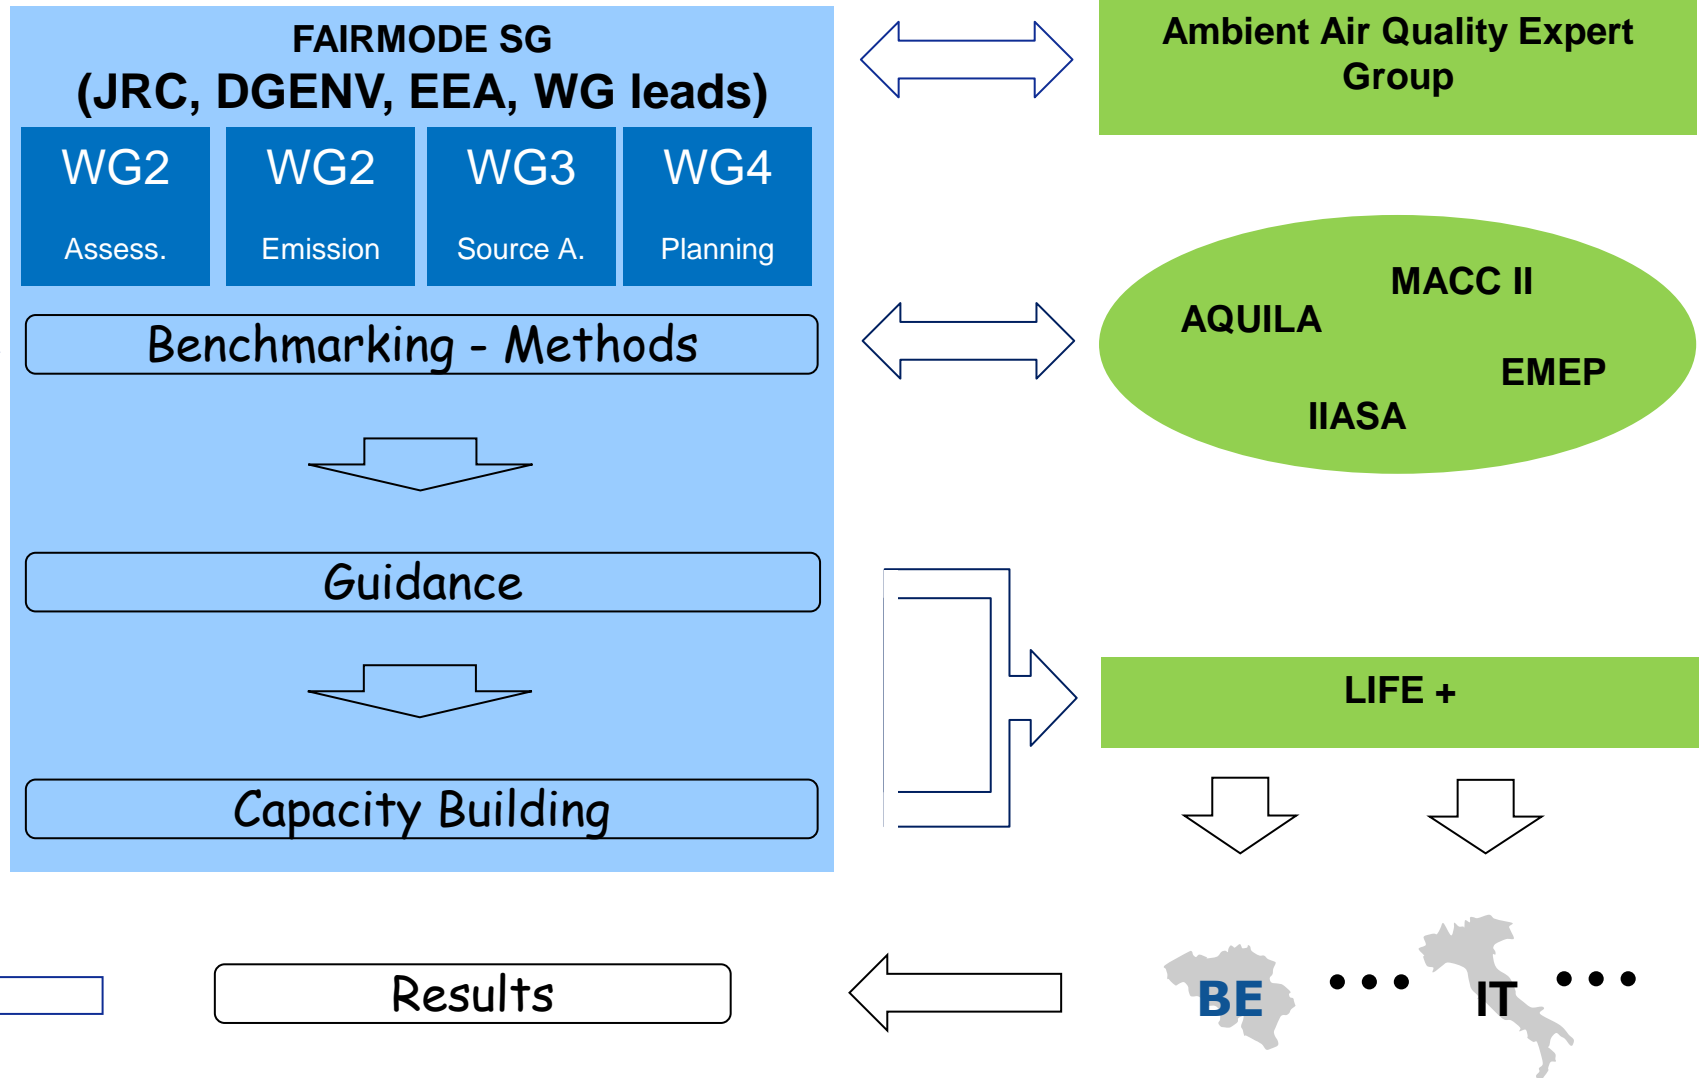 FAIRMODE SG
(JRC, DGENV, EEA, WG leads)
WG2
Assess.
WG2
Emission
WG3
Source A.
WG4
Planning
Benchmarking - Methods
Guidance
Capacity Building
Ambient Air Quality Expert
Group
MACC II
AQUILA
EMEP
IIASA
LIFE +
Results
BE
•••
IT
•••